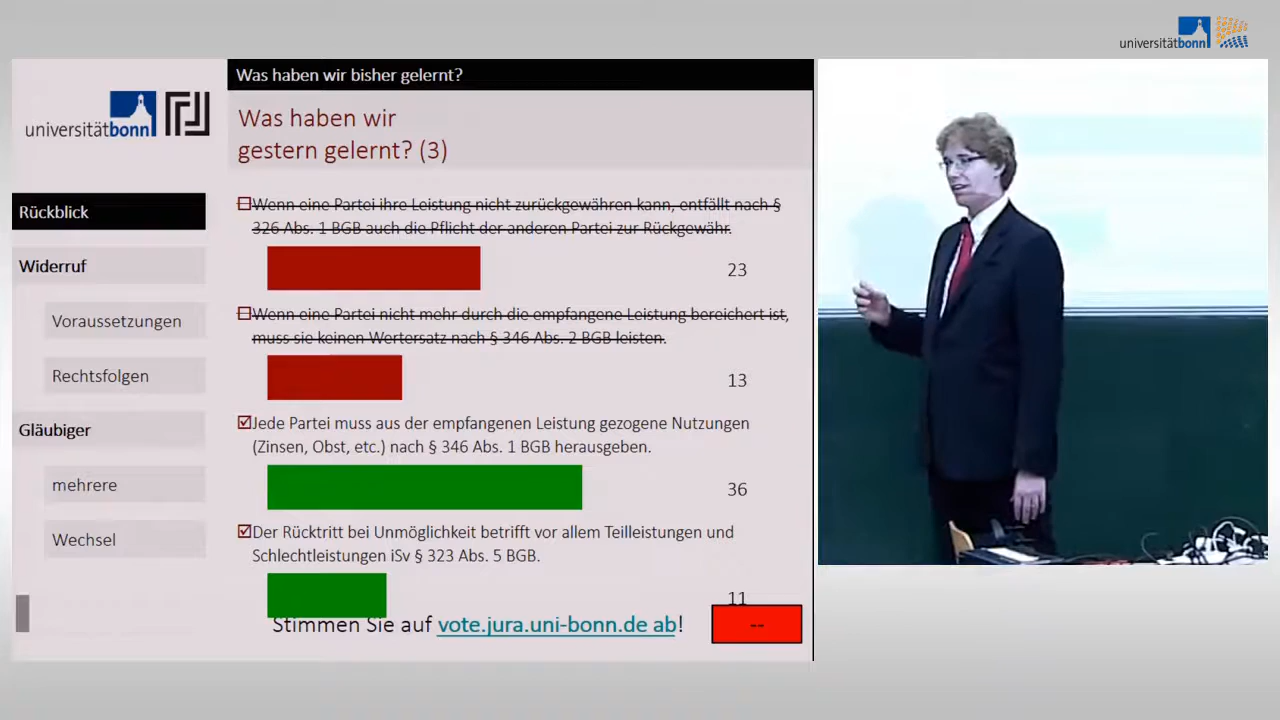 universitätbonn
Was haben wir bisher gelernt?
universitätbonn
Was haben wir
gestern gelernt? (3)
Rückblick
Widerruf
Voraussetzungen
Rechtsfolgen
Gläubiger
mehrere
Wechsel
Wenn eine Partei ihre Leistung nicht zurückgewähren kann, entfällt nach §
326 Abs. 1 BGB auch die Pflicht der anderen Partei zur Rückgewähr.
23
Wenn eine Partei nicht mehr durch die empfangene Leistung bereichert ist,
muss sie keinen Wertersatz nach § 346 Abs. 2 BGB leisten.
13
Jede Partei muss aus der empfangenen Leistung gezogene Nutzungen
(Zinsen, Obst, etc.) nach § 346 Abs. 1 BGB herausgeben.
36
Der Rücktritt bei Unmöglichkeit betrifft vor allem Teilleistungen und
Schlechtleistungen iSv § 323 Abs. 5 BGB.
11
Stimmen Sie auf vote.jura.uni-bonn.de ab!
--